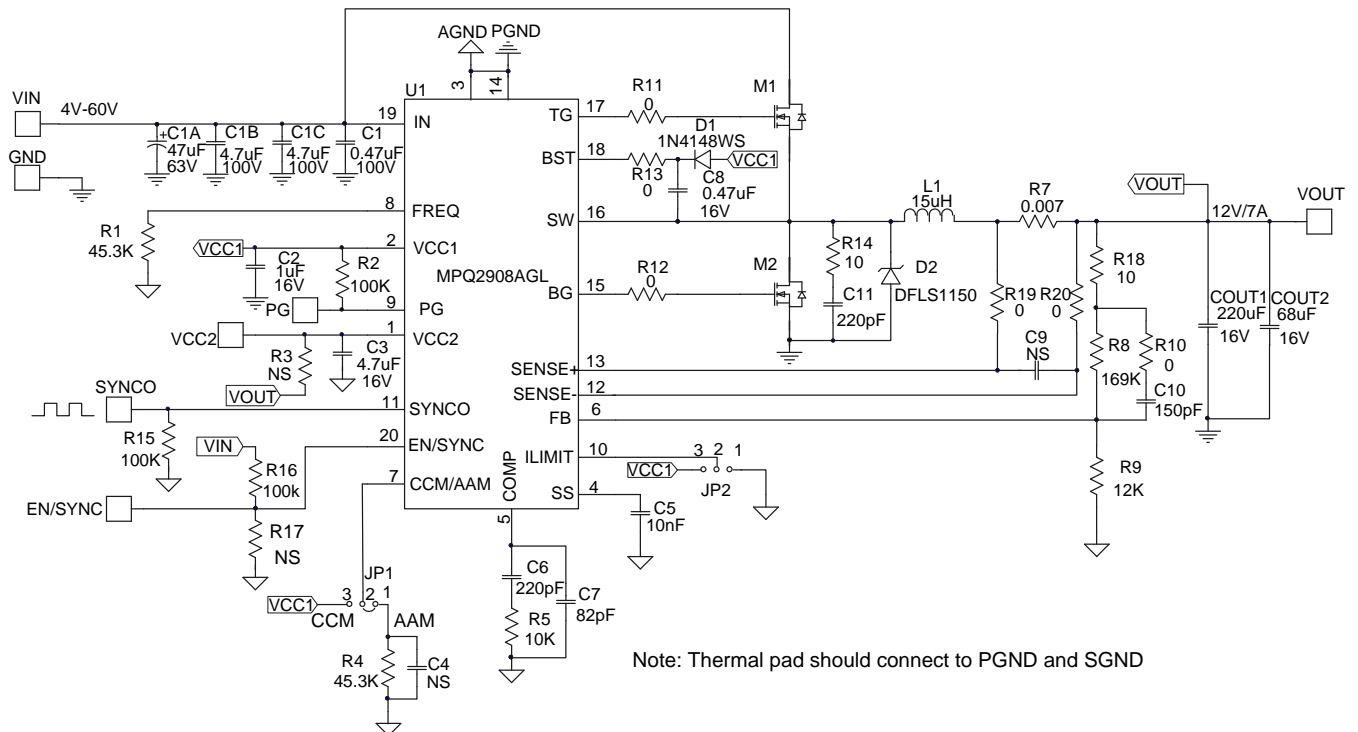 AGND PGND
3
14
U1
VIN
4V-60V
GND
+C1A
47uF
63V
C1B
4.7uF
100V
C1C
4.7uF
100V
C1
0.47uF
100V
19 IN
8 FREQ
R1
45.3K
2 VCC1
VCC1
C2
1uF
16V
R2
100K
PG
9 PG
MPQ2908AGL
VCC2
1 VCC2
R3
NS
C3
4.7uF
16V
VOUT
SYNCO
11 SYNCO
R15
100K
VIN
20 EN/SYNC
R16
100k
EN/SYNC
R17
NS
7 CCM/AAM
JP1
VCC1 3 2 1
CCM AAM
R4
45.3K
C4
NS
COMP
5
C6
220pF
R5
10K
C7
82pF
TG 17
R11
0
M1
BST 18
R13
0
D1
1N4148WS
VCC1
C8
0.47uF
16V
SW 16
L1
15uH
R7
0.007
VOUT
VOUT
12V/7A
BG 15
R12
0
M2
R14
10
C11
220pF
D2
DFLS1150
R19
0
R20
0
R18
10
COUT1
220uF
16V
COUT2
68uF
16V
C9
NS
R8
169K
R10
0
C10
150pF
SENSE+ 13
SENSE- 12
FB 6
R9
12K
ILIMIT 10
VCC1 3 2 1
JP2
SS 4
C5
10nF
Note: Thermal pad should connect to PGND and SGND